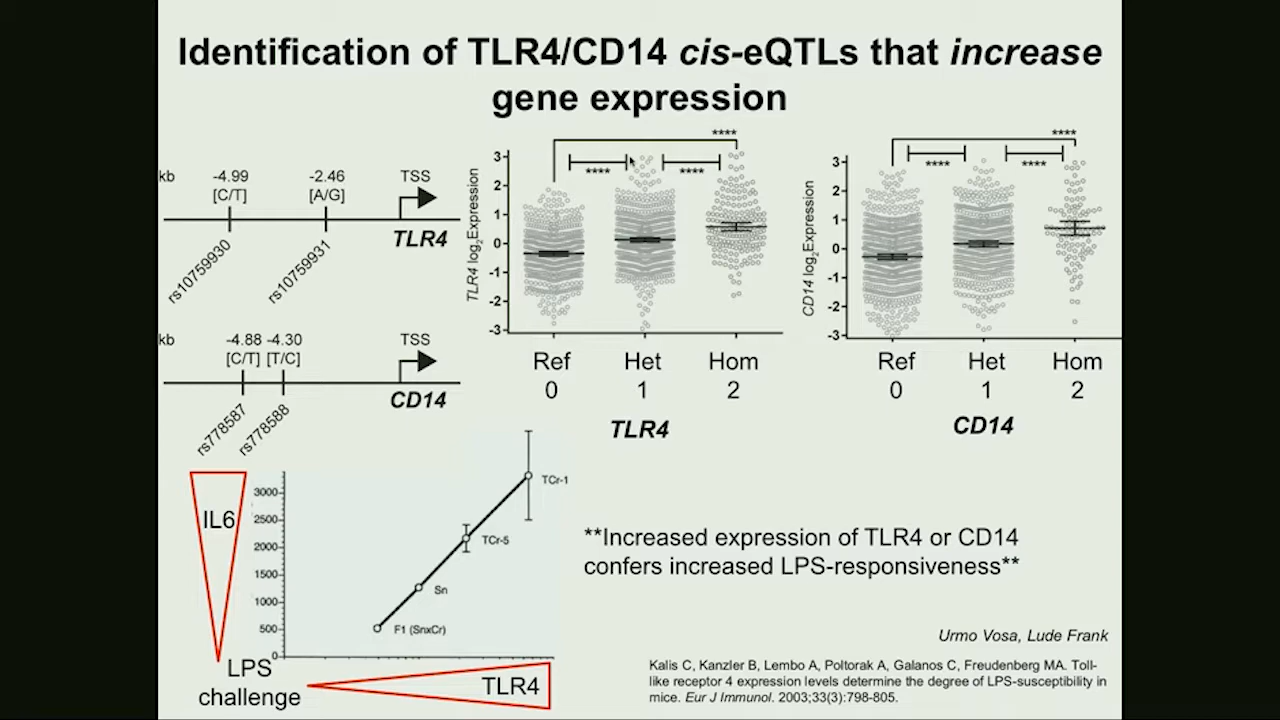 Identification of TLR4/CD14 cis-eQTLs that increase
gene expression
kb
-4.99
[C/T]
-2.46
[A/G]
TSS
TLR4
rs10759930
rs10759931
kb
-4.88 -4.30
[C/T] [T/C]
TSS
CD14
rs778587
rs778588
TLR4 log2Expression
3
2
1
0
-1
-2
-3
****
****
****
Ref
0
Het
1
Hom
2
TLR4
CD14 log2Expression
3
2
1
0
-1
-2
-3
****
****
****
Ref
0
Het
1
Hom
2
CD14
IL6
3000
2500
2000
1500
1000
500
0
TCr-1
TCr-5
Sn
F1 (SnxCr)
LPS
challenge
TLR4
**Increased expression of TLR4 or CD14
confers increased LPS-responsiveness**
Urmo Vosa, Lude Frank
Kalis C, Kanzler B, Lembo A, Poltorak A, Galanos C, Freudenberg MA. Toll-
like receptor 4 expression levels determine the degree of LPS-susceptibility in
mice. Eur J Immunol. 2003;33(3):798-805.